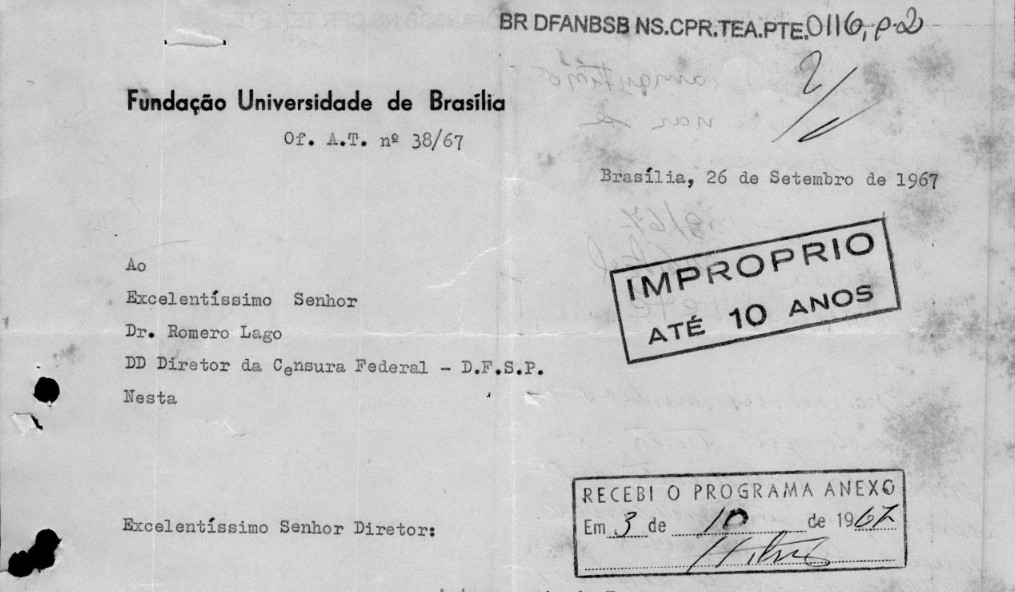 BR DFANBSB NS.CPR.TEA.PTE.0116, p.2
2/
Fundação Universidade de Brasília
Of. A.T. nº 38/67
Brasília, 26 de Setembro de 1967
IMPROPRIO
ATÉ 10 ANOS
Ao
Excelentíssimo Senhor
Dr. Romero Lago
DD Diretor da Censura Federal - D.F.S.P.
Nesta
RECEBI O PROGRAMA ANEXO
Em 3 de 10 de 1967
Excelentíssimo Senhor Diretor: